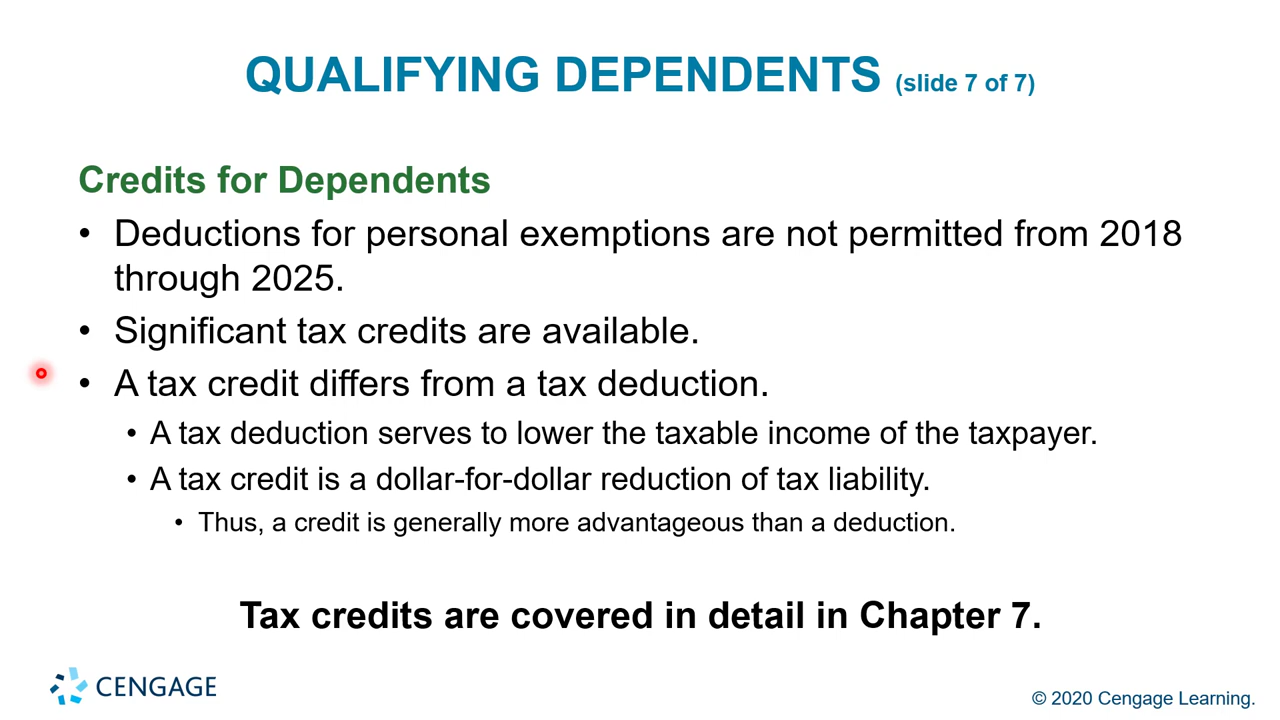 QUALIFYING DEPENDENTS (slide 7 of 7)
Credits for Dependents
• Deductions for personal exemptions are not permitted from 2018
through 2025.
• Significant tax credits are available.
• A tax credit differs from a tax deduction.
• A tax deduction serves to lower the taxable income of the taxpayer.
• A tax credit is a dollar-for-dollar reduction of tax liability.
• Thus, a credit is generally more advantageous than a deduction.
Tax credits are covered in detail in Chapter 7.
CENGAGE
© 2020 Cengage Learning.